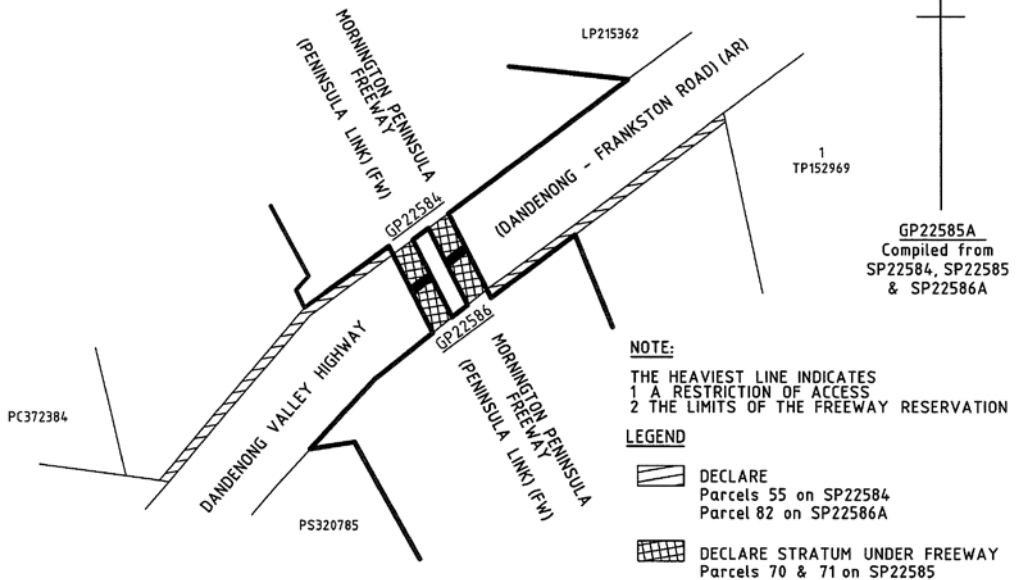 LP215362
MORNINGTON PENINSULA
FREEWAY
(PENINSULA LINK) (FW)
(DANDENONG - FRANKSTON ROAD) (AR)
1
TP152969
GP22584
GP22585A
Compiled from
SP22584, SP22585
& SP22586A
GP22586
DANDENONG VALLEY HIGHWAY
MORNINGTON PENINSULA
FREEWAY
(PENINSULA LINK) (FW)
PC372384
PS320785
NOTE:
THE HEAVIEST LINE INDICATES
1 A RESTRICTION OF ACCESS
2 THE LIMITS OF THE FREEWAY RESERVATION
LEGEND
DECLARE
Parcels 55 on SP22584
Parcel 82 on SP22586A
DECLARE STRATUM UNDER FREEWAY
Parcels 70 & 71 on SP22585